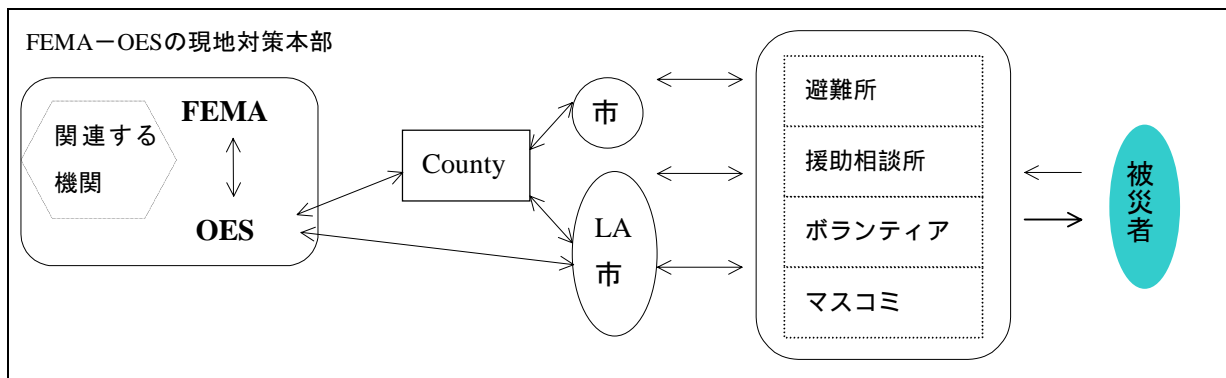 FEMA－OESの現地対策本部
関連する
機関
FEMA
OES
County
市
LA
市
避難所
援助相談所
ボランティア
マスコミ
被災者